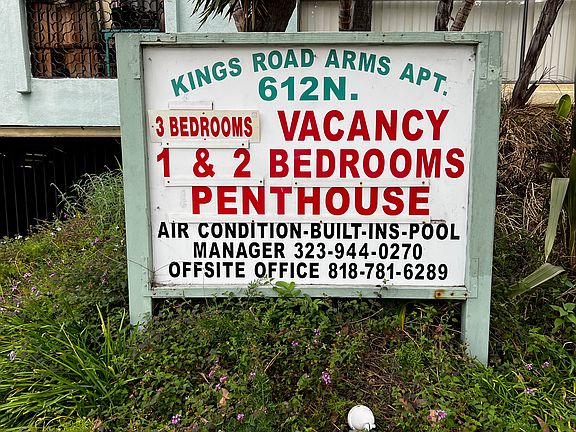 KINGS ROAD ARMS APT.
612N.
3 BEDROOMS VACANCY
1 & 2 BEDROOMS
PENTHOUSE
AIR CONDITION-BUILT-INS-POOL
MANAGER 323-944-0270
OFFSITE OFFICE 818-781-6289